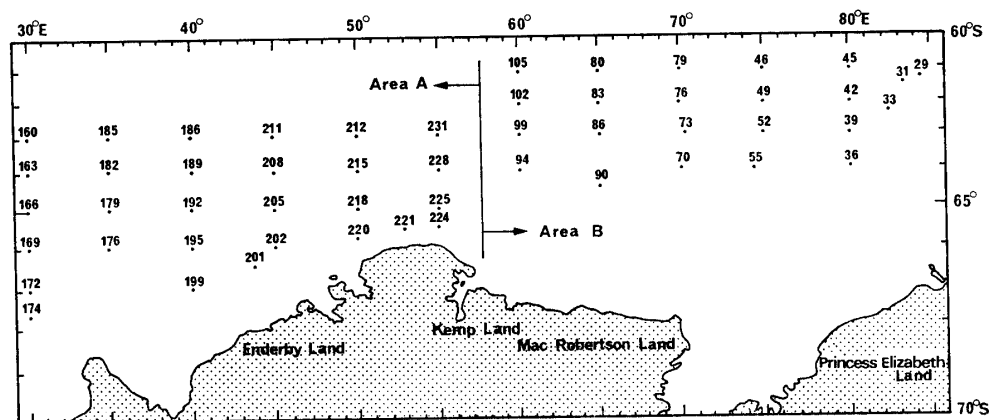 30°E 40° 50° 60° 70° 80°E 60°S
105 80 79 46 45 31 29
Area A
102 83 76 49 42 33
160 185 186 211 212 231 99 86 73 52 39
163 182 189 208 215 228 94 90 70 55 36
166 179 192 205 218 225 65°
224
221
220
Area B
169 176 195 202
201
172 199
174
Kemp Land
Enderby Land Mac Robertson Land
Princess Elizabeth
Land
70°S